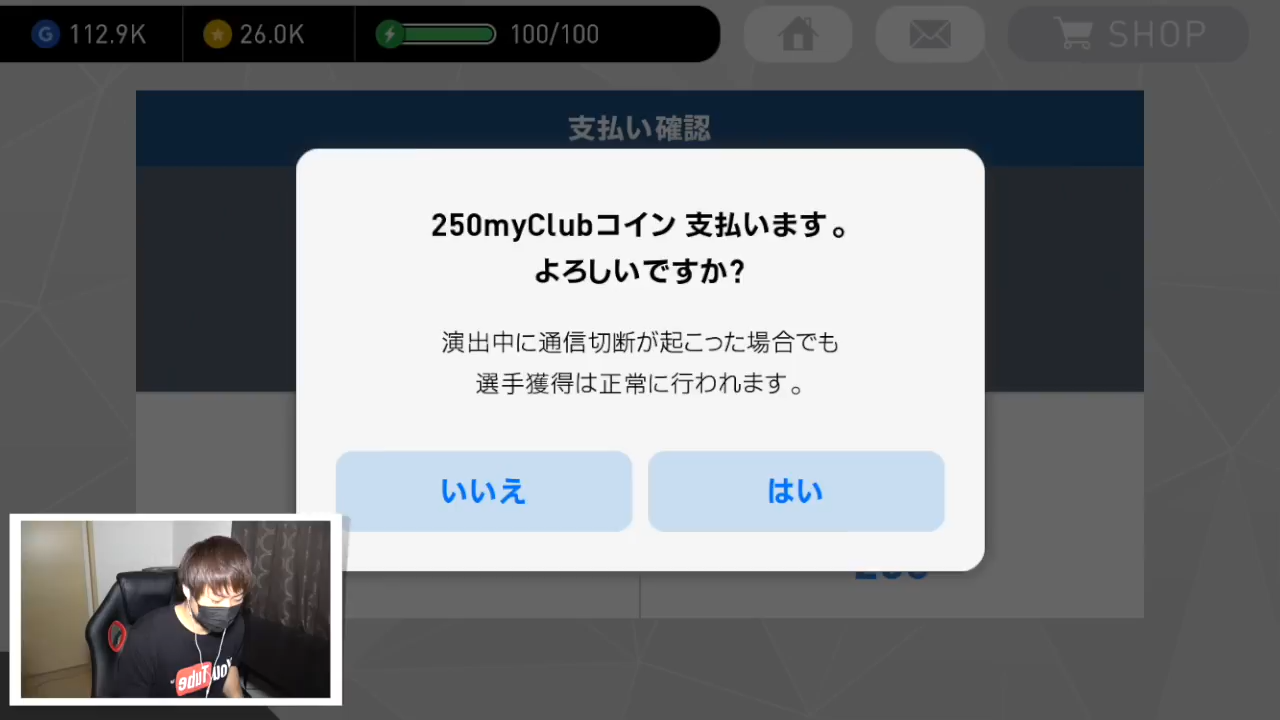 G 112.9K 26.0K 100/100 SHOP
支払い確認
250myClubコイン 支払います。
よろしいですか?
演出中に通信切断が起こった場合でも
選手獲得は正常に行われます。
いいえ はい
YouTube